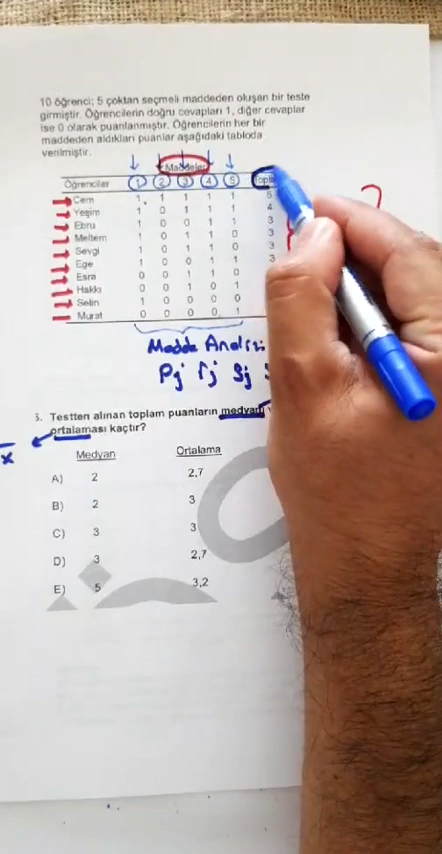 10 öğrenci; 5 çoktan seçmeli maddeden oluşan bir teste
girmiştir. Öğrencilerin doğru cevapları 1, diğer cevaplar
ise 0 olarak puanlanmıştır. Öğrencilerin her bir
maddeden aldıkları puanlar aşağıdaki tabloda
verilmiştir.
Maddeler
Öğrenciler 1 2 3 4 5
Cem 1 1 1 1 1 5
Yeşim 1 0 1 1 1 4
Ebru 1 0 0 1 1 3
Meltem 1 0 1 1 0 3
Sevgi 1 0 1 1 0 3
Ege 1 0 0 1 1 3
Esra 0 0 1 1 0
Hakkı 0 0 1 0 1
Selin 1 0 0 0 0
Murat 0 0 0 0 1
Madde Analizi
Pj rj Sj
5. Testten alınan toplam puanların medyan
ortalaması kaçtır?
x
Medyan Ortalama
A) 2 2,7
B) 2 3
C) 3 3
D) 3 2,7
E) 5 3,2